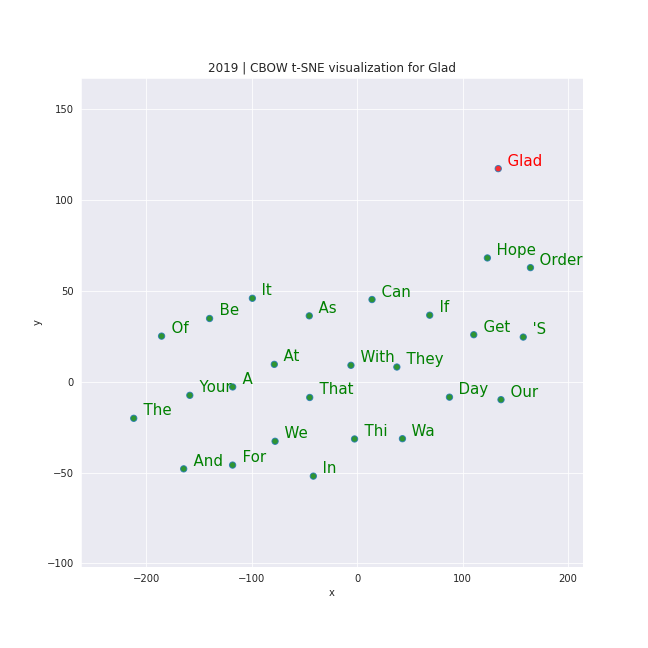 2019 | CBOW t-SNE visualization for Glad
150
Glad
100
Hope
Order
50
It
Can
As
Be
If
Of
Get
'S
y
At
With
They
0
A
Your
That
Day
Our
The
We
Thi
Wa
And
For
In
−50
−100
−200
−100
0
100
200
x